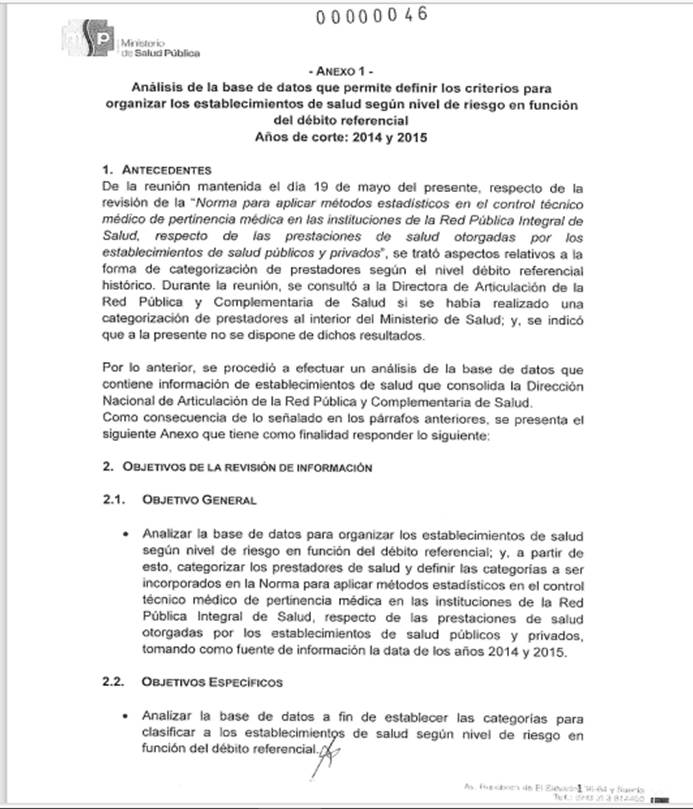 00000046
Ministerio
de Salud Pública
- ANEXO 1 -
Análisis de la base de datos que permite definir los criterios para
organizar los establecimientos de salud según nivel de riesgo en función
del débito referencial
Años de corte: 2014 y 2015
1. ANTECEDENTES
De la reunión mantenida el día 19 de mayo del presente, respecto de la
revisión de la “Norma para aplicar métodos estadísticos en el control técnico
médico de pertinencia médica en las instituciones de la Red Pública Integral de
Salud, respecto de las prestaciones de salud otorgadas por los
establecimientos de salud públicos y privados”, se trató aspectos relativos a la
forma de categorización de prestadores según el nivel débito referencial
histórico. Durante la reunión, se consultó a la Directora de Articulación de la
Red Pública y Complementaria de Salud si se había realizado una
categorización de prestadores al interior del Ministerio de Salud; y, se indicó
que a la presente no se dispone de dichos resultados.
Por lo anterior, se procedió a efectuar un análisis de la base de datos que
contiene información de establecimientos de salud que consolida la Dirección
Nacional de Articulación de la Red Pública y Complementaria de Salud.
Como consecuencia de lo señalado en los párrafos anteriores, se presenta el
siguiente Anexo que tiene como finalidad responder lo siguiente:
2. OBJETIVOS DE LA REVISIÓN DE INFORMACIÓN
2.1. OBJETIVO GENERAL
• Analizar la base de datos para organizar los establecimientos de salud
según nivel de riesgo en función del débito referencial; y, a partir de
esto, categorizar los prestadores de salud y definir las categorías a ser
incorporados en la Norma para aplicar métodos estadísticos en el control
técnico médico de pertinencia médica en las instituciones de la Red
Pública Integral de Salud, respecto de las prestaciones de salud
otorgadas por los establecimientos de salud públicos y privados,
tomando como fuente de información la data de los años 2014 y 2015.
2.2. OBJETIVOS ESPECÍFICOS
• Analizar la base de datos a fin de establecer las categorías para
clasificar a los establecimientos de salud según nivel de riesgo en
función del débito referencial.
Av. República de El Salvador 36-64 y Suecia